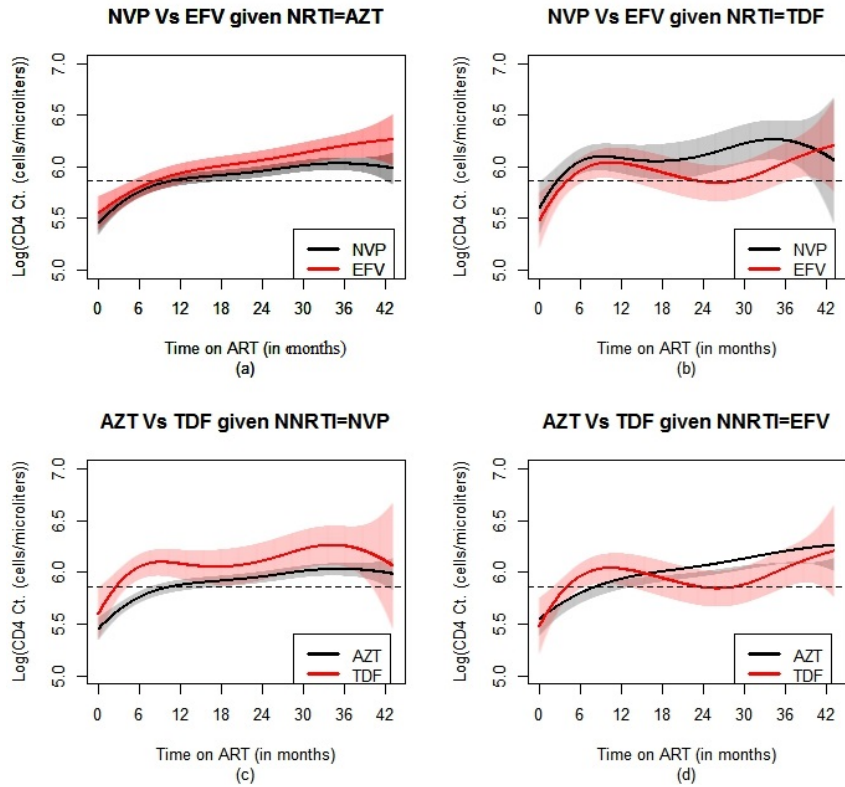 NVP Vs EFV given NRTI=AZT
Log(CD4 Ct. (cells/microliters))
7.0
6.5
6.0
5.5
5.0
NVP
EFV
0 6 12 18 24 30 36 42
Time on ART (in months)
(a)
NVP Vs EFV given NRTI=TDF
Log(CD4 Ct. (cells/microliters))
7.0
6.5
6.0
5.5
5.0
NVP
EFV
0 6 12 18 24 30 36 42
Time on ART (in months)
(b)
AZT Vs TDF given NNRTI=NVP
Log(CD4 Ct. (cells/microliters))
7.0
6.5
6.0
5.5
5.0
AZT
TDF
0 6 12 18 24 30 36 42
Time on ART (in months)
(c)
AZT Vs TDF given NNRTI=EFV
Log(CD4 Ct. (cells/microliters))
7.0
6.5
6.0
5.5
5.0
AZT
TDF
0 6 12 18 24 30 36 42
Time on ART (in months)
(d)